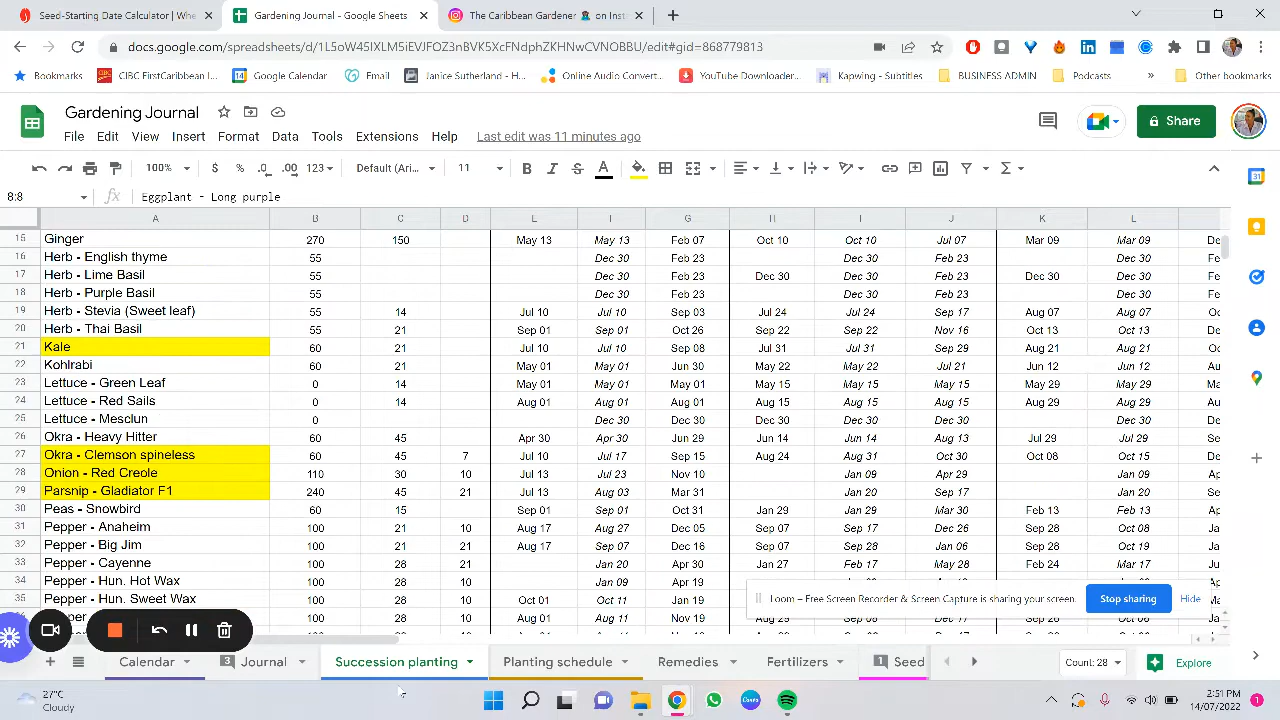 Seed-Starting Date Calculator | Whe
Gardening Journal - Google Sheets
The Caribbean Gardener on Inst
docs.google.com/spreadsheets/d/1L5oW45IXLM5iEVJFOZ3nBVK5XcFNdphZKHNwCVNOBBU/edit#gid=868779813
Bookmarks CIBC FirstCaribbean I... Google Calendar Email Janice Sutherland - H... Online Audio Convert... YouTube Downloader... Kapwing - Subtitles BUSINESS ADMIN Podcasts » Other bookmarks
Gardening Journal
Share
File Edit View Insert Format Data Tools Extensions Help Last edit was 11 minutes ago
100% $ % .0 .00 123 Default (Ari... 11 B I S A
8:8 fx Eggplant - Long purple
A B C D E F G H I J K L
15 Ginger 270 150 May 13 May 13 Feb 07 Oct 10 Oct 10 Jul 07 Mar 09 Mar 09 De
16 Herb - English thyme 55 Dec 30 Feb 23 Dec 30 Feb 23 Dec 30 Fe
17 Herb - Lime Basil 55 Dec 30 Feb 23 Dec 30 Dec 30 Feb 23 Dec 30 Dec 30 Fe
18 Herb - Purple Basil 55 Dec 30 Feb 23 Dec 30 Feb 23 Dec 30 Fe
19 Herb - Stevia (Sweet leaf) 55 14 Jul 10 Jul 10 Sep 03 Jul 24 Jul 24 Sep 17 Aug 07 Aug 07 Oc
20 Herb - Thai Basil 55 21 Sep 01 Sep 01 Oct 26 Sep 22 Sep 22 Nov 16 Oct 13 Oct 13 De
21 Kale 60 21 Jul 10 Jul 10 Sep 08 Jul 31 Jul 31 Sep 29 Aug 21 Aug 21 Oc
22 Kohlrabi 60 21 May 01 May 01 Jun 30 May 22 May 22 Jul 21 Jun 12 Jun 12 Au
23 Lettuce - Green Leaf 0 14 May 01 May 01 May 01 May 15 May 15 May 15 May 29 May 29 Ma
24 Lettuce - Red Sails 0 14 Aug 01 Aug 01 Aug 01 Aug 15 Aug 15 Aug 15 Aug 29 Aug 29 Au
25 Lettuce - Mesclun 0 Dec 30 Dec 30 Dec 30 Dec 30 Dec 30 De
26 Okra - Heavy Hitter 60 45 Apr 30 Apr 30 Jun 29 Jun 14 Jun 14 Aug 13 Jul 29 Jul 29 Se
27 Okra - Clemson spineless 60 45 7 Jul 10 Jul 17 Sep 15 Aug 24 Aug 31 Oct 30 Oct 08 Oct 15 De
28 Onion - Red Creole 110 30 10 Jul 13 Jul 23 Nov 10 Jan 09 Apr 29 Jan 09 Ap
29 Parsnip - Gladiator F1 240 45 21 Jul 13 Aug 03 Mar 31 Jan 20 Sep 17 Jan 20 Se
30 Peas - Snowbird 60 15 Sep 01 Sep 01 Oct 31 Jan 29 Jan 29 Mar 30 Feb 13 Feb 13 Ap
31 Pepper - Anaheim 100 21 10 Aug 17 Aug 27 Dec 05 Sep 07 Sep 17 Dec 26 Sep 28 Oct 08 Ja
32 Pepper - Big Jim 100 21 21 Aug 17 Sep 07 Dec 16 Sep 07 Sep 28 Jan 06 Sep 28 Oct 19 Ja
33 Pepper - Cayenne 100 28 21 Jan 20 Apr 30 Jan 27 Feb 17 May 28 Feb 24 Mar 17 Ju
34 Pepper - Hun. Hot Wax 100 28 10 Jan 09 Apr 19
35 Pepper - Hun. Sweet Wax 100 28 10 Oct 01 Oct 11 Jan 19
Loom – Free Screen Recorder & Screen Capture is sharing your screen. Stop sharing Hide
Calendar 3 Journal Succession planting Planting schedule Remedies Fertilizers 1 Seed Count: 28 Explore
27°C
Cloudy
2:51 PM
14/07/2022
1